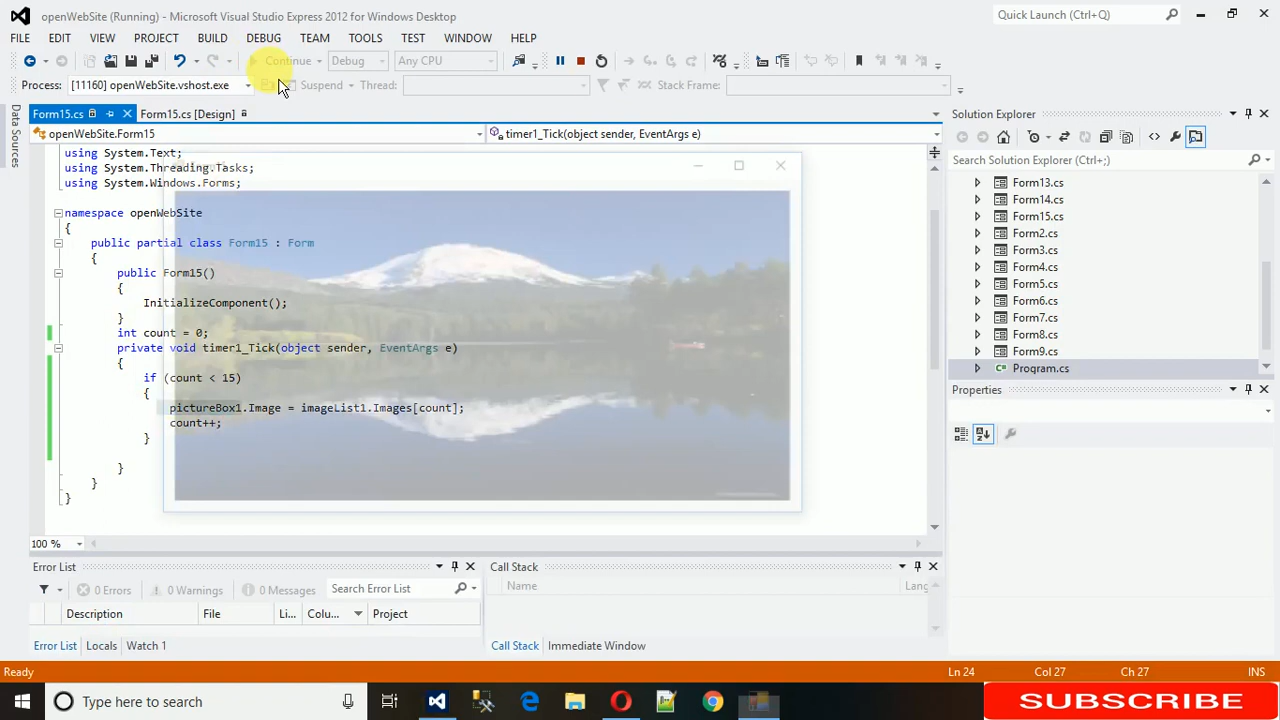 openWebSite (Running) - Microsoft Visual Studio Express 2012 for Windows Desktop
Quick Launch (Ctrl+Q)
FILE EDIT VIEW PROJECT BUILD DEBUG TEAM TOOLS TEST WINDOW HELP
Continue Debug Any CPU
Process: [11160] openWebSite.vshost.exe Suspend Thread: Stack Frame:
Form15.cs Form15.cs [Design]
Data Sources
openWebSite.Form15 timer1_Tick(object sender, EventArgs e)
using System.Text;
using System.Threading.Tasks;
using System.Windows.Forms;
namespace openWebSite
{
public partial class Form15 : Form
{
public Form15()
{
InitializeComponent();
}
int count = 0;
private void timer1_Tick(object sender, EventArgs e)
{
if (count < 15)
{
pictureBox1.Image = imageList1.Images[count];
count++;
}
}
}
}
100 %
Solution Explorer
Search Solution Explorer (Ctrl+;)
Form13.cs
Form14.cs
Form15.cs
Form2.cs
Form3.cs
Form4.cs
Form5.cs
Form6.cs
Form7.cs
Form8.cs
Form9.cs
Program.cs
Properties
Error List
0 Errors 0 Warnings 0 Messages Search Error List
Description File Li... Colu... Project
Error List Locals Watch 1
Call Stack
Name Lang
Call Stack Immediate Window
Ready Ln 24 Col 27 Ch 27 INS
Type here to search
SUBSCRIBE